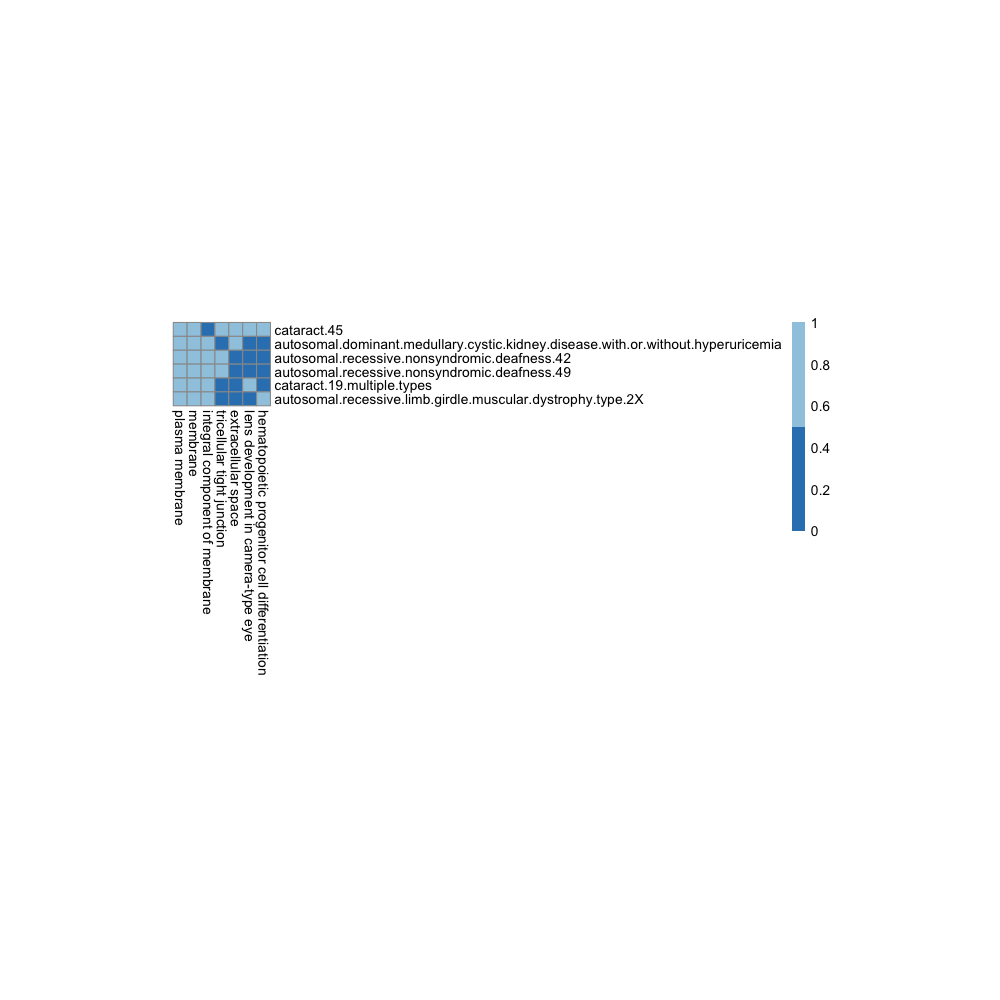 cataract.45
autosomal.dominant.medullary.cystic.kidney.disease.with.or.without.hyperuricemia
autosomal.recessive.nonsyndromic.deafness.42
autosomal.recessive.nonsyndromic.deafness.49
cataract.19.multiple.types
autosomal.recessive.limb.girdle.muscular.dystrophy.type.2X
plasma membrane
membrane
integral component of membrane
tricellular tight junction
extracellular space
lens development in camera-type eye
hematopoietic progenitor cell differentiation
1
0.8
0.6
0.4
0.2
0